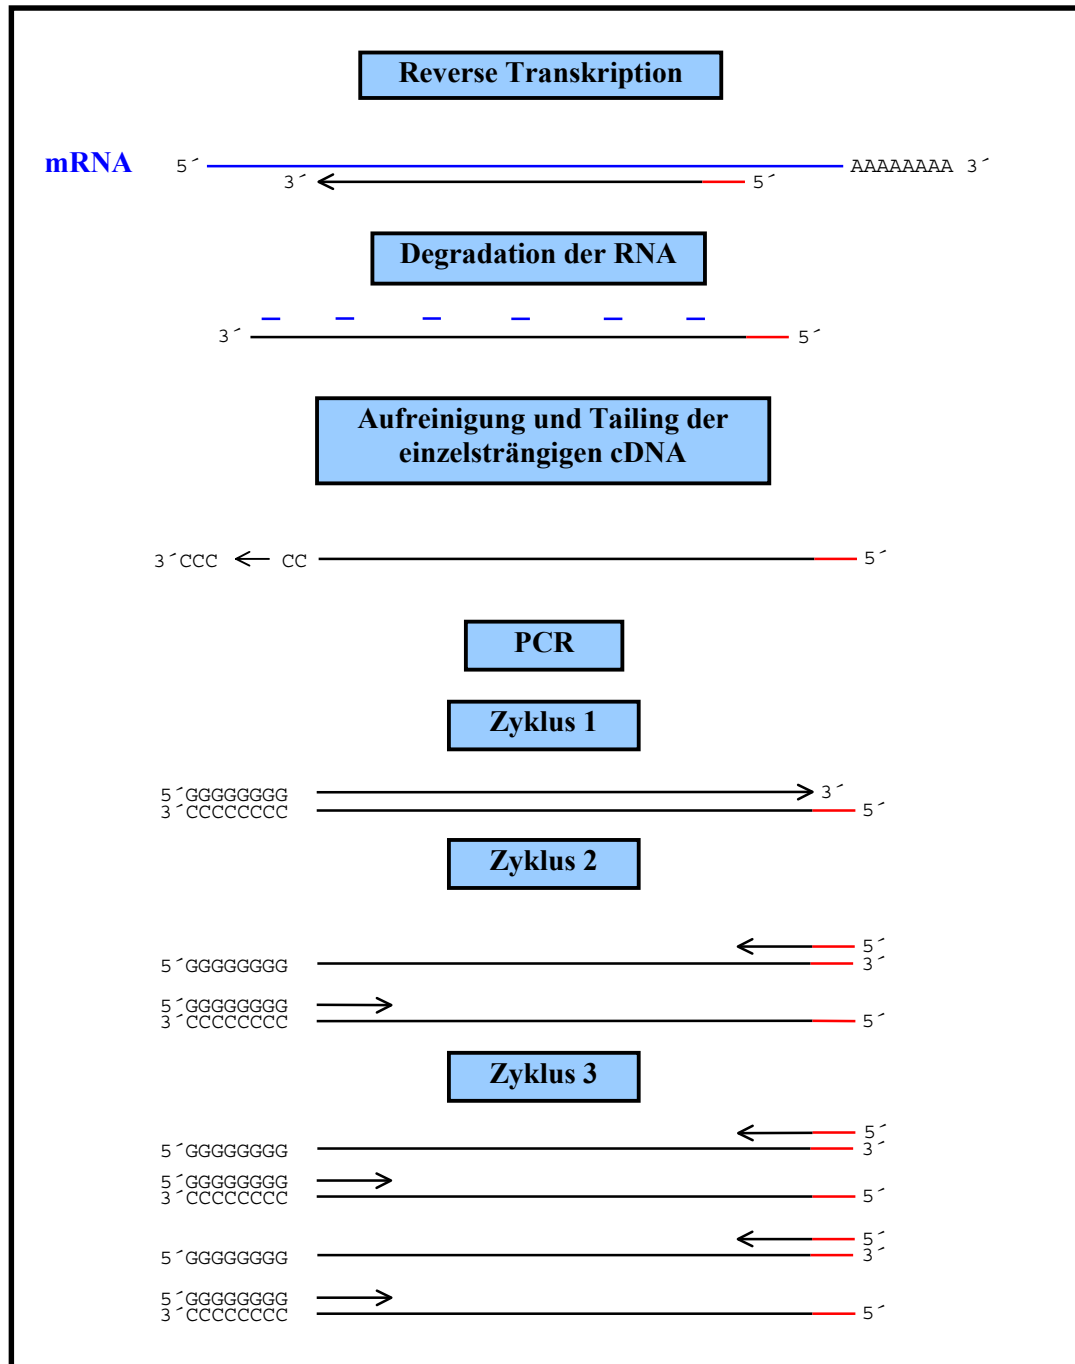 Reverse Transkription
mRNA 5´ AAAAAAAA 3´
3´ 5´
Degradation der RNA
3´ 5´
Aufreinigung und Tailing der
einzelsträngigen cDNA
3´CCC CC 5´
PCR
Zyklus 1
5´GGGGGGGG 3´
3´CCCCCCCC 5´
Zyklus 2
5´
5´GGGGGGGG 3´
5´GGGGGGGG
3´CCCCCCCC 5´
Zyklus 3
5´
5´GGGGGGGG 3´
5´GGGGGGGG
3´CCCCCCCC 5´
5´
5´GGGGGGGG 3´
5´GGGGGGGG
3´CCCCCCCC 5´